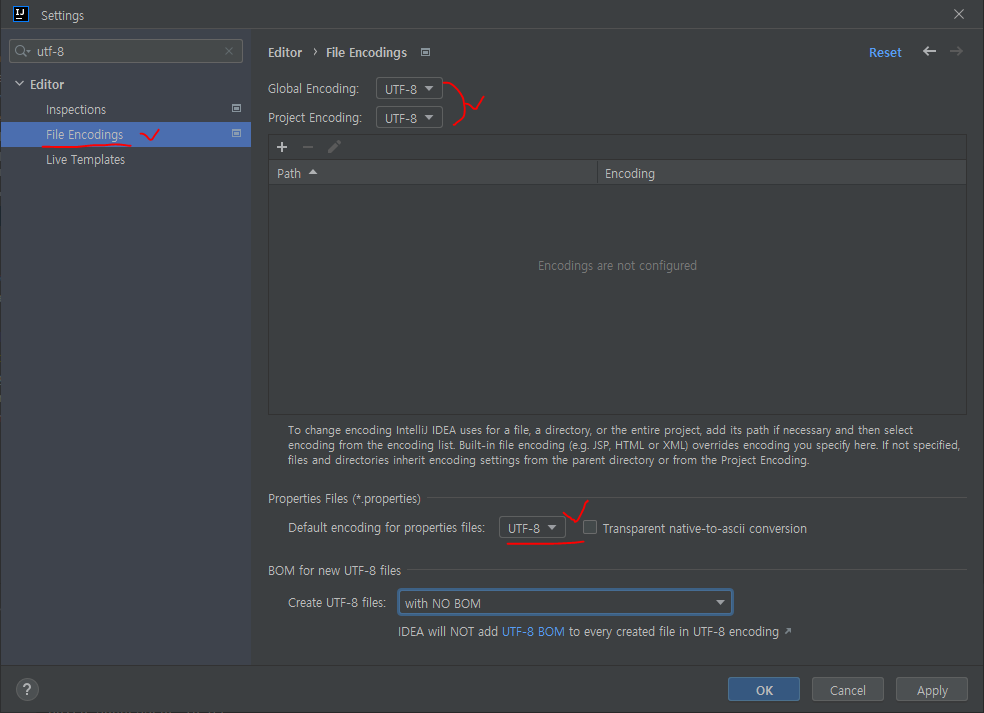 Settings
utf-8
Editor
Inspections
File Encodings
Live Templates
Editor › File Encodings
Reset
Global Encoding: UTF-8
Project Encoding: UTF-8
Path Encoding
Encodings are not configured
To change encoding IntelliJ IDEA uses for a file, a directory, or the entire project, add its path if necessary and then select
encoding from the encoding list. Built-in file encoding (e.g. JSP, HTML or XML) overrides encoding you specify here. If not specified,
files and directories inherit encoding settings from the parent directory or from the Project Encoding.
Properties Files (*.properties)
Default encoding for properties files: UTF-8 Transparent native-to-ascii conversion
BOM for new UTF-8 files
Create UTF-8 files: with NO BOM
IDEA will NOT add UTF-8 BOM to every created file in UTF-8 encoding ↗
? OK Cancel Apply